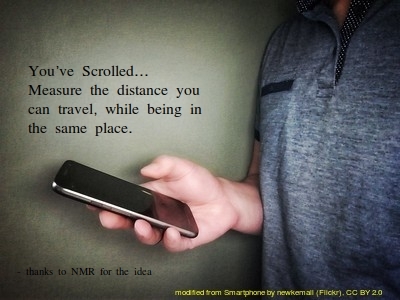 You've Scrolled...
Measure the distance you
can travel, while being in
the same place.
- thanks to NMR for the idea
modified from Smartphone by newkemall (Flickr), CC BY 2.0